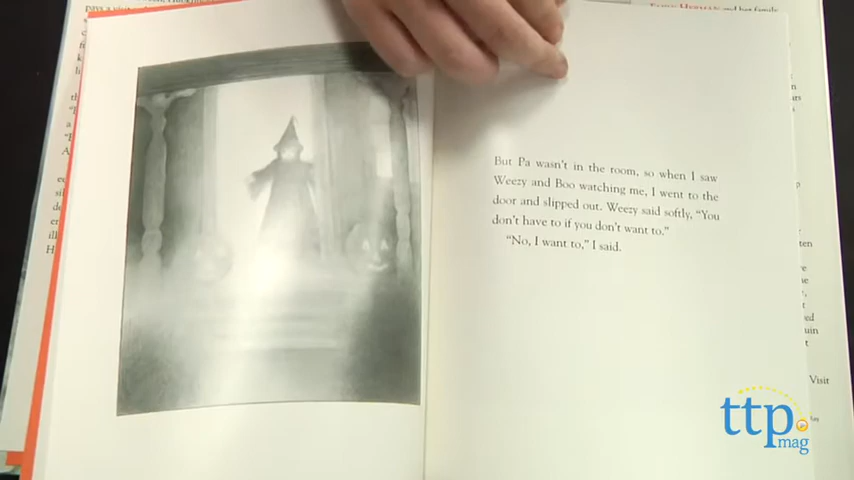 But Pa wasn't in the room, so when I saw
Weezy and Boo watching me, I went to the
door and slipped out. Weezy said softly, "You
don't have to if you don't want to."
"No, I want to," I said.
Visit
ttp
mag